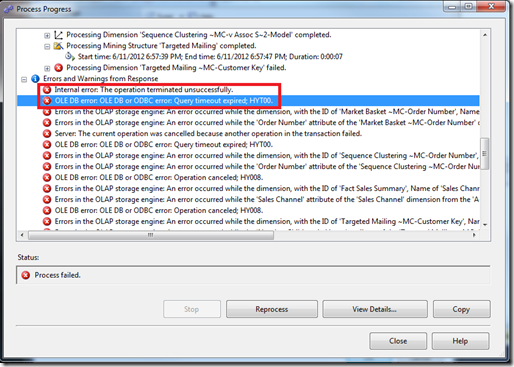 Process Progress
Processing Dimension 'Sequence Clustering ~MC-v Assoc S~2-Model' completed.
Processing Mining Structure 'Targeted Mailing' completed.
Start time: 6/11/2012 6:57:39 PM; End time: 6/11/2012 6:57:47 PM; Duration: 0:00:07
Processing Dimension 'Targeted Mailing ~MC-Customer Key' failed.
Errors and Warnings from Response
Internal error: The operation terminated unsuccessfully.
OLE DB error: OLE DB or ODBC error: Query timeout expired; HYT00.
Errors in the OLAP storage engine: An error occurred while the dimension, with the ID of 'Market Basket ~MC-Order Number', Name
Errors in the OLAP storage engine: An error occurred while the 'Order Number' attribute of the 'Market Basket ~MC-Order Number'
Server: The current operation was cancelled because another operation in the transaction failed.
OLE DB error: OLE DB or ODBC error: Query timeout expired; HYT00.
Errors in the OLAP storage engine: An error occurred while the dimension, with the ID of 'Sequence Clustering ~MC-Order Number',
Errors in the OLAP storage engine: An error occurred while the 'Order Number' attribute of the 'Sequence Clustering ~MC-Order Nu
OLE DB error: OLE DB or ODBC error: Operation canceled; HY008.
Errors in the OLAP storage engine: An error occurred while the dimension, with the ID of 'Fact Sales Summary', Name of 'Sales Chann
Errors in the OLAP storage engine: An error occurred while the 'Sales Channel' attribute of the 'Sales Channel' dimension from the 'A
OLE DB error: OLE DB or ODBC error: Operation canceled; HY008.
Errors in the OLAP storage engine: An error occurred while the dimension, with the ID of 'Targeted Mailing ~MC-Customer Key', N
Status:
Process failed.
Stop
Reprocess
View Details...
Copy
Close
Help